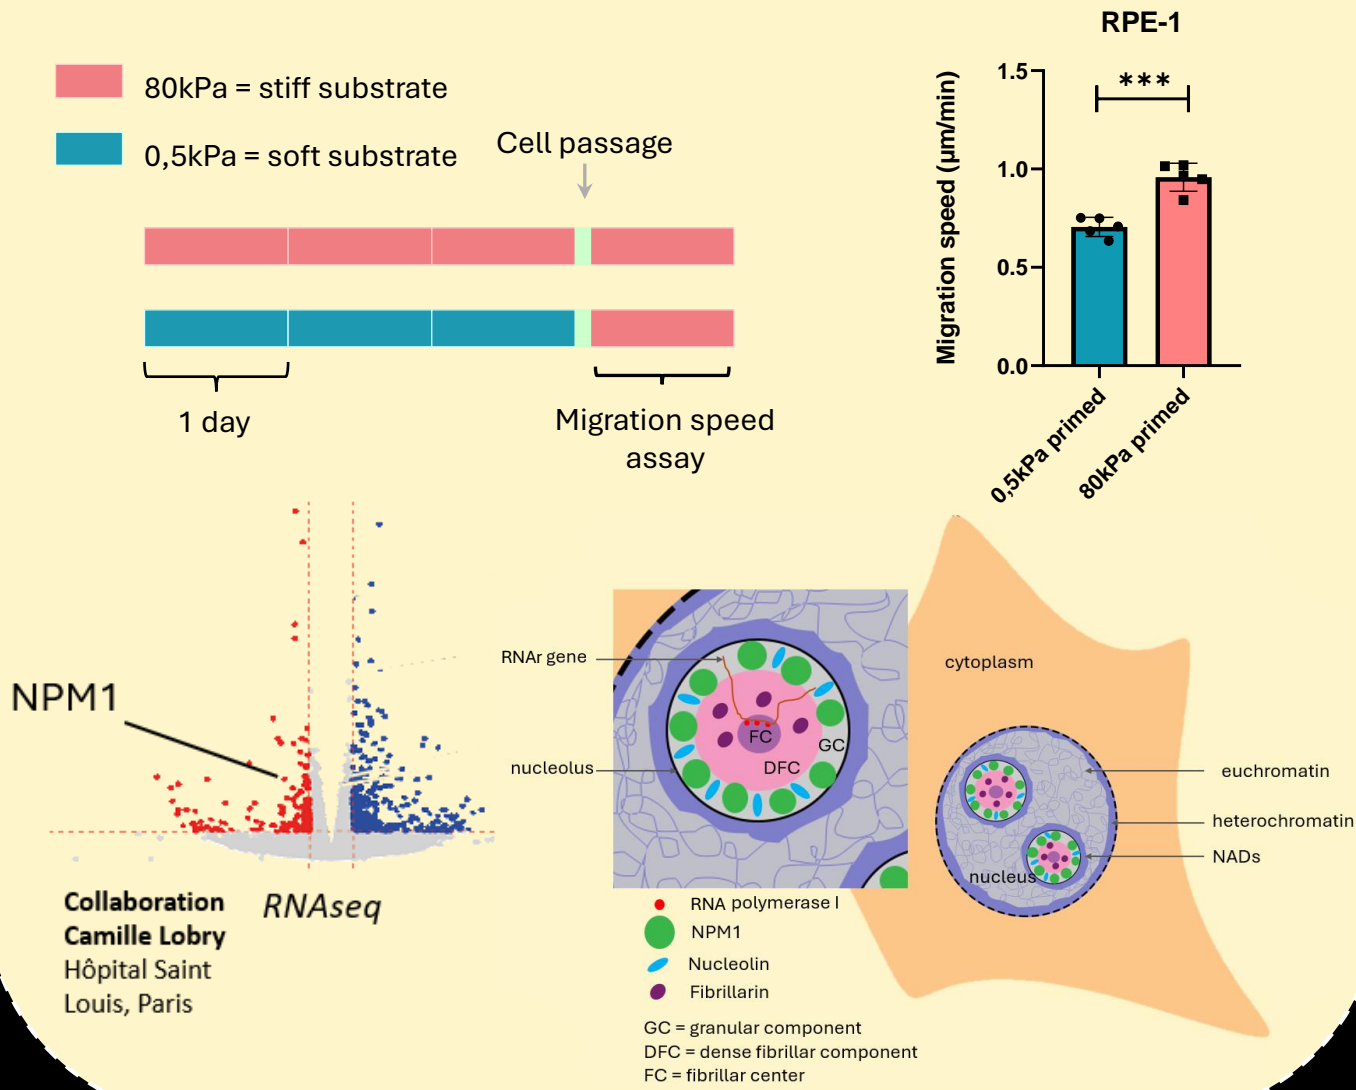 80kPa = stiff substrate
0,5kPa = soft substrate
Cell passage
1 day
Migration speed
assay
RPE-1
Migration speed (µm/min)
1.5
1.0
0.5
0.0
***
0,5kPa primed
80kPa primed
NPM1
Collaboration
Camille Lobry
Hôpital Saint
Louis, Paris
RNAseq
RNAr gene
nucleolus
FC
GC
DFC
cytoplasm
nucleus
euchromatin
heterochromatin
NADs
RNA polymerase I
NPM1
Nucleolin
Fibrillarin
GC = granular component
DFC = dense fibrillar component
FC = fibrillar center